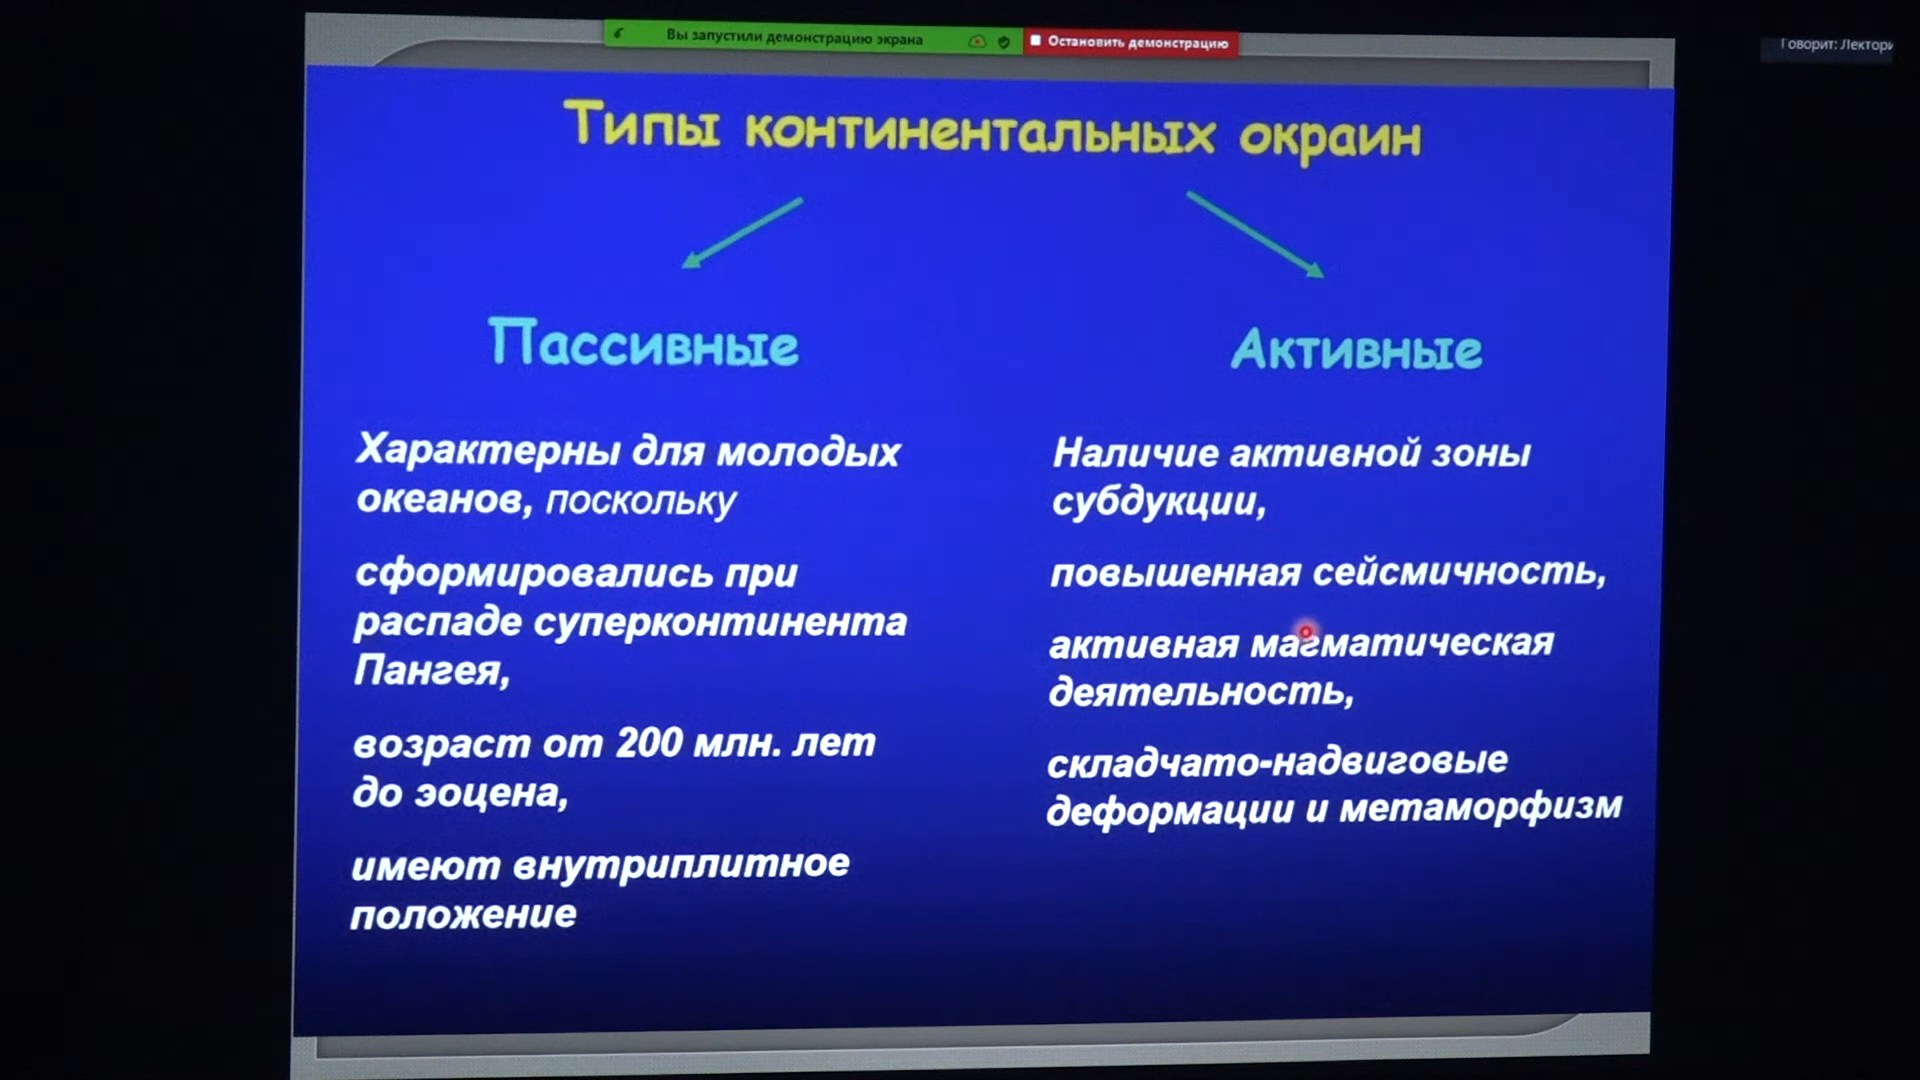 Вы запустили демонстрацию экрана
Остановить демонстрацию
Говорит: Лектори
Типы континентальных окраин
Пассивные
Характерны для молодых
океанов, поскольку
сформировались при
распаде суперконтинента
Пангея,
возраст от 200 млн. лет
до эоцена,
имеют внутриплитное
положение
Активные
Наличие активной зоны
субдукции,
повышенная сейсмичность,
активная магматическая
деятельность,
складчато-надвиговые
деформации и метаморфизм